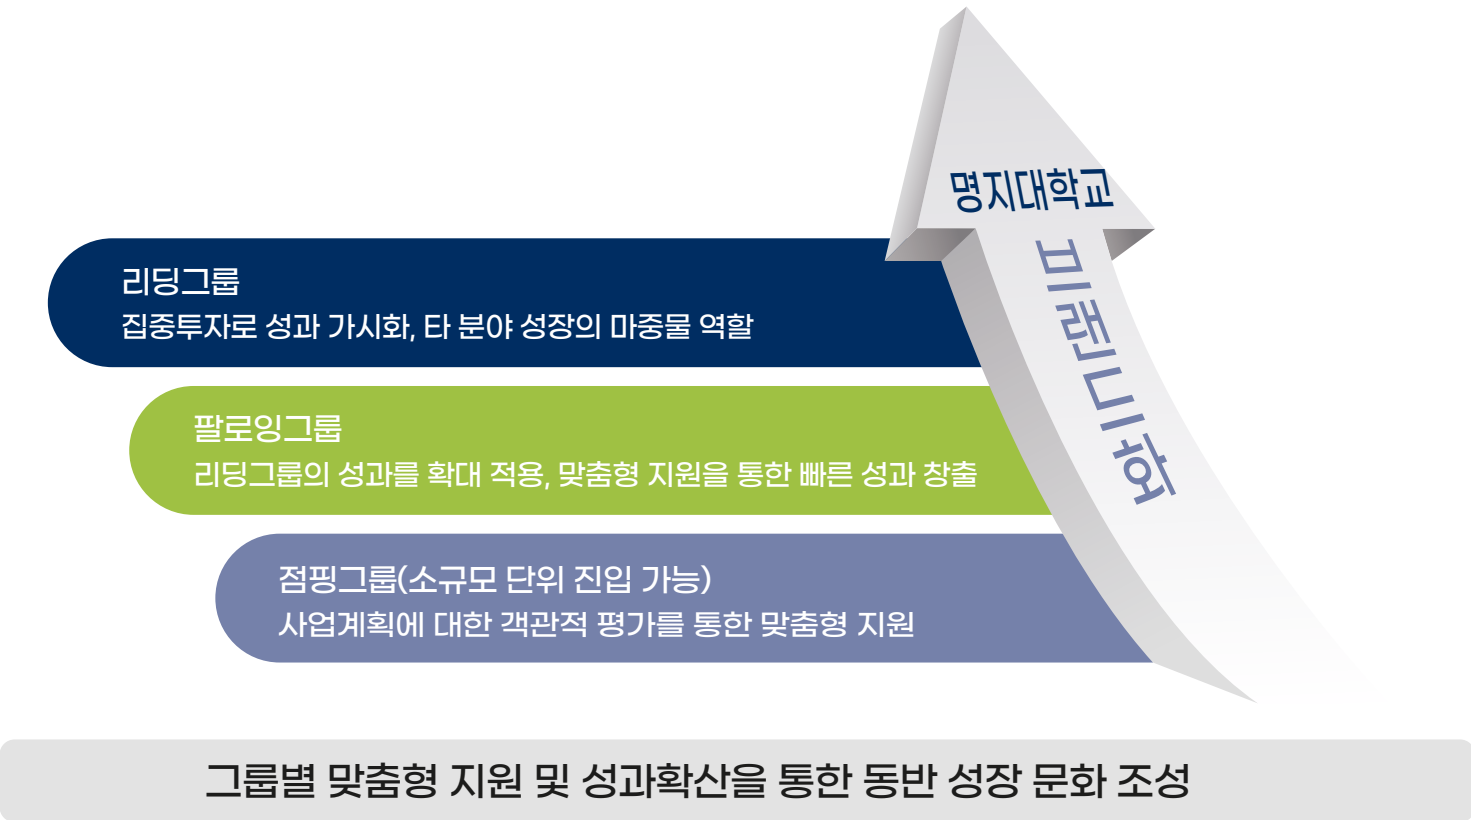 명지대학교
피란니하
리딩그룹
집중투자로 성과 가시화, 타 분야 성장의 마중물 역할
팔로잉그룹
리딩그룹의 성과를 확대 적용, 맞춤형 지원을 통한 빠른 성과 창출
점핑그룹(소규모 단위 진입 가능)
사업계획에 대한 객관적 평가를 통한 맞춤형 지원
그룹별 맞춤형 지원 및 성과확산을 통한 동반 성장 문화 조성